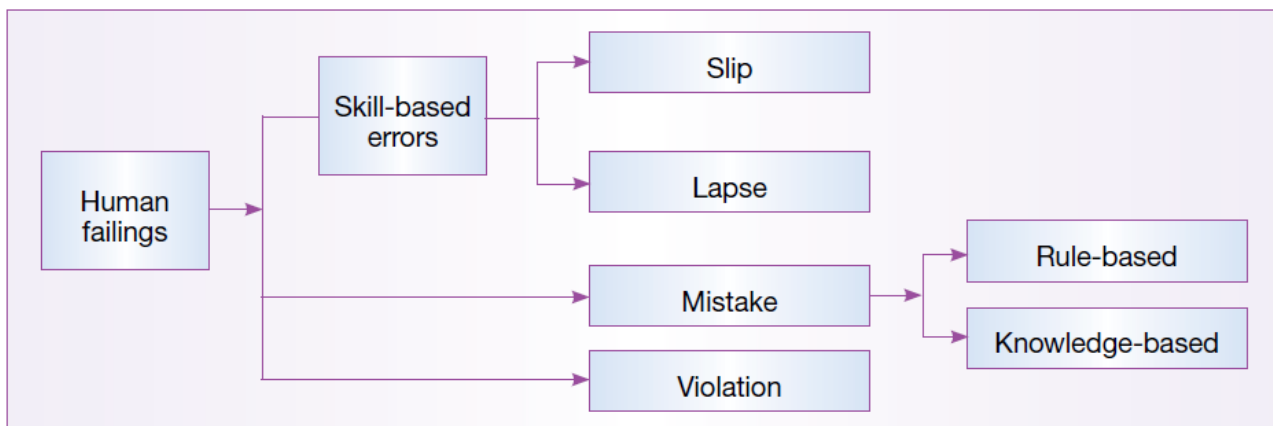 Human
failings
Skill-based
errors
Slip
Lapse
Mistake
Violation
Rule-based
Knowledge-based